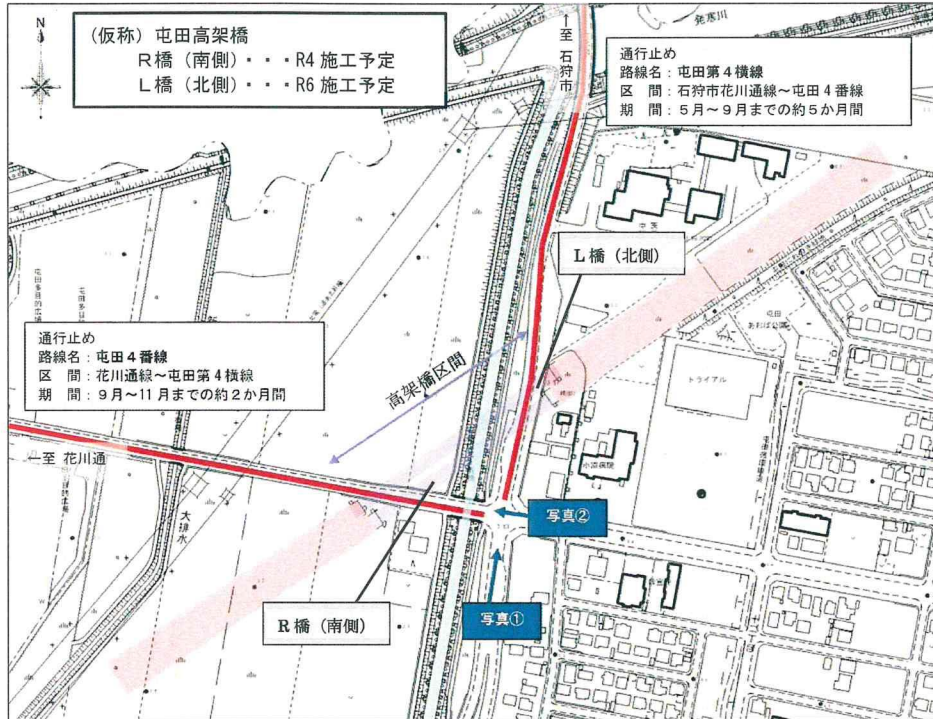 (仮称) 屯田高架橋
R橋 (南側)・・・R4 施工予定
L橋 (北側)・・・R6 施工予定
N
←至 石狩市
発寒川
通行止め
路線名：屯田第４横線
区　間：石狩市花川通線～屯田４番線
期　間：５月～９月までの約５か月間
L橋 (北側)
通行止め
路線名：屯田４番線
区　間：花川通線～屯田第４横線
期　間：９月～11月までの約２か月間
高架橋区間
屯田
あおば公園
トライアル
←至 花川通
大排水
写真②
写真①
R橋 (南側)